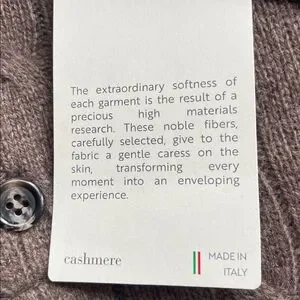 The extraordinary softness of
each garment is the result of a
precious high materials
research. These noble fibers,
carefully selected, give to the
fabric a gentle caress on the
skin, transforming every
moment into an enveloping
experience.
cashmere
MADE IN
ITALY